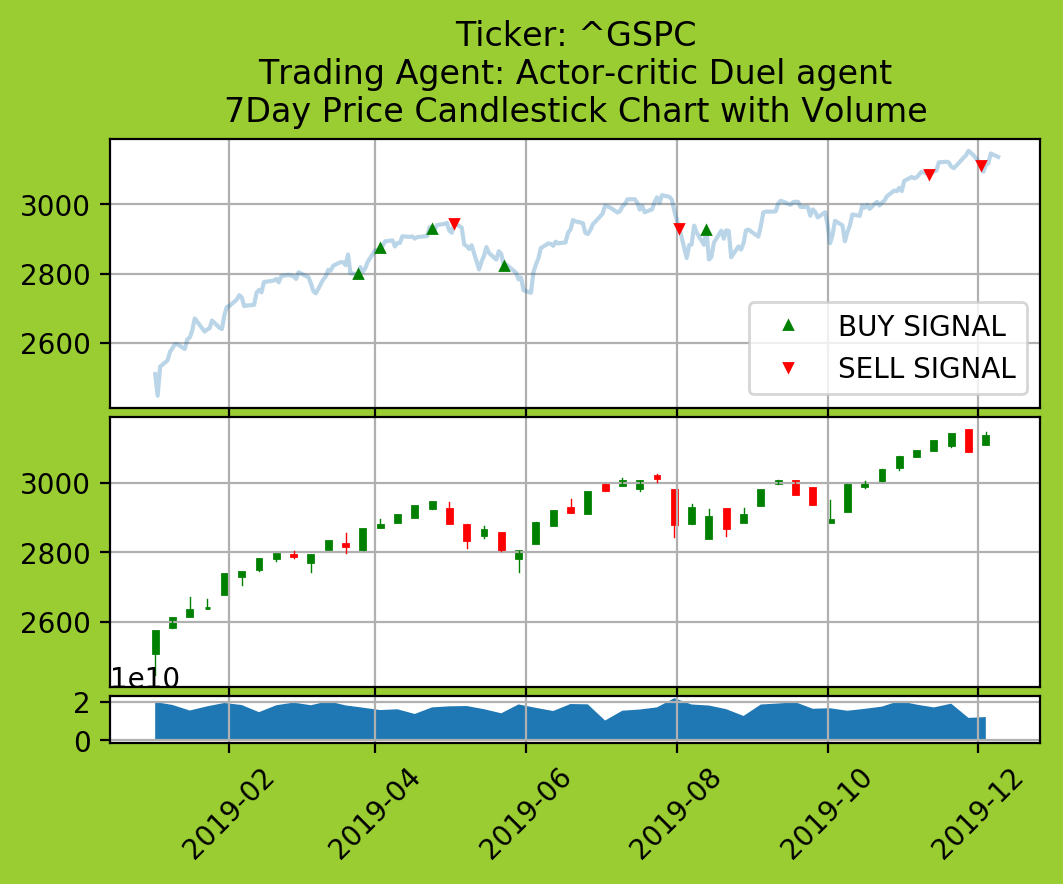 Ticker: ^GSPC
Trading Agent: Actor-critic Duel agent
7Day Price Candlestick Chart with Volume
3000
2800
2600
BUY SIGNAL
SELL SIGNAL
3000
2800
2600
1e10
2
0
2019-02
2019-04
2019-06
2019-08
2019-10
2019-12